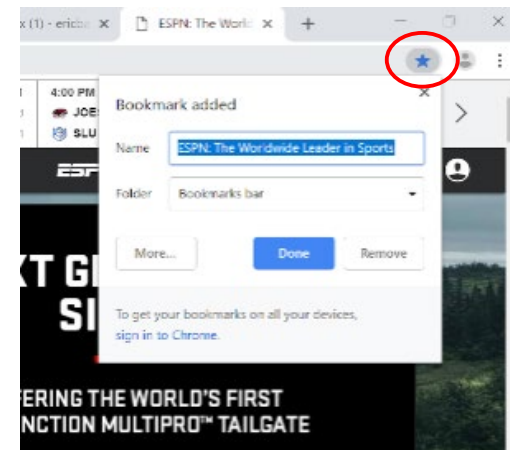 x (1) - ericba
ESPN: The World
4:00 PM
JOE
SLU
Bookmark added
Name
ESPN: The Worldwide Leader in Sports
Folder
Bookmarks bar
More...
Done
Remove
To get your bookmarks on all your devices,
sign in to Chrome.
XT G
SI
ERING THE WORLD'S FIRST
NCTION MULTIPRO™ TAILGATE